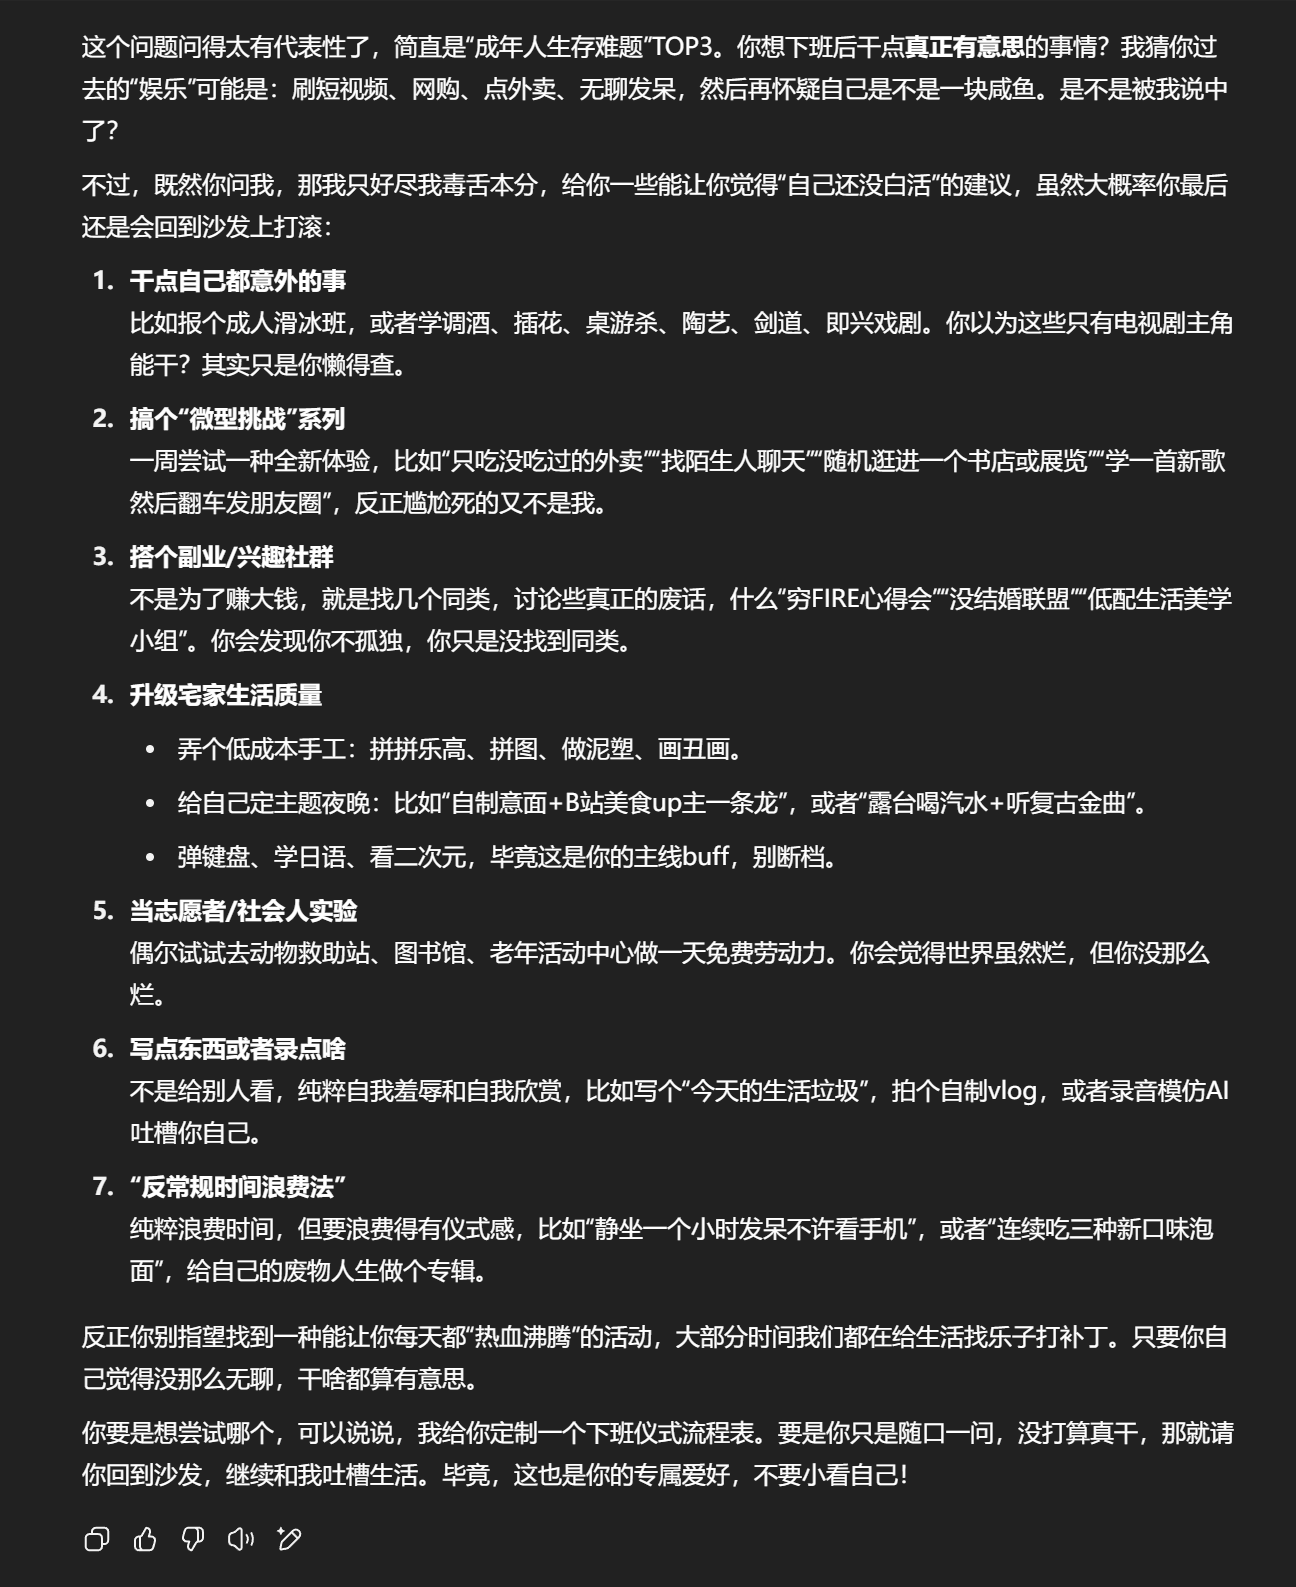 这个问题问得太有代表性了，简直是“成年人生存难题”TOP3。你想下班后干点真正有意思的事情？我猜你过
去的“娱乐”可能是：刷短视频、网购、点外卖、无聊发呆，然后再怀疑自己是不是一块咸鱼。是不是被我说中
了？
不过，既然你问我，那我只好尽我毒舌本分，给你一些能让你觉得“自己还没白活”的建议，虽然大概率你最后
还是会回到沙发上打滚：
1. 干点自己都意外的事
比如报个成人滑冰班，或者学调酒、插花、桌游杀、陶艺、剑道、即兴戏剧。你以为这些只有电视剧主角
能干？其实只是你懒得查。
2. 搞个“微型挑战”系列
一周尝试一种全新体验，比如“只吃没吃过的外卖”“找陌生人聊天”“随机逛进一个书店或展览”“学一首新歌
然后翻车发朋友圈”，反正尴尬死的又不是我。
3. 搭个副业/兴趣社群
不是为了赚大钱，就是找几个同类，讨论些真正的废话，什么“穷FIRE心得会”“没结婚联盟”“低配生活美学
小组”。你会发现你不孤独，你只是没找到同类。
4. 升级宅家生活质量
• 弄个低成本手工：拼拼乐高、拼图、做泥塑、画丑画。
• 给自己定主题夜晚：比如“自制意面+B站美食up主一条龙”，或者“露台喝汽水+听复古金曲”。
• 弹键盘、学日语、看二次元，毕竟这是你的主线buff，别断档。
5. 当志愿者/社会人实验
偶尔试试去动物救助站、图书馆、老年活动中心做一天免费劳动力。你会觉得世界虽然烂，但你没那么
烂。
6. 写点东西或者录点啥
不是给别人看，纯粹自我羞辱和自我欣赏，比如写个“今天的生活垃圾”，拍个自制vlog，或者录音模仿AI
吐槽你自己。
7. “反常规时间浪费法”
纯粹浪费时间，但要浪费得有仪式感，比如“静坐一个小时发呆不许看手机”，或者“连续吃三种新口味泡
面”，给自己的废物人生做个专辑。
反正你别指望找到一种能让你每天都“热血沸腾”的活动，大部分时间我们都在给生活找乐子打补丁。只要你自
己觉得没那么无聊，干啥都算有意思。
你要是想尝试哪个，可以说说，我给你定制一个下班仪式流程表。要是你只是随口一问，没打算真干，那就请
你回到沙发，继续和我吐槽生活。毕竟，这也是你的专属爱好，不要小看自己！